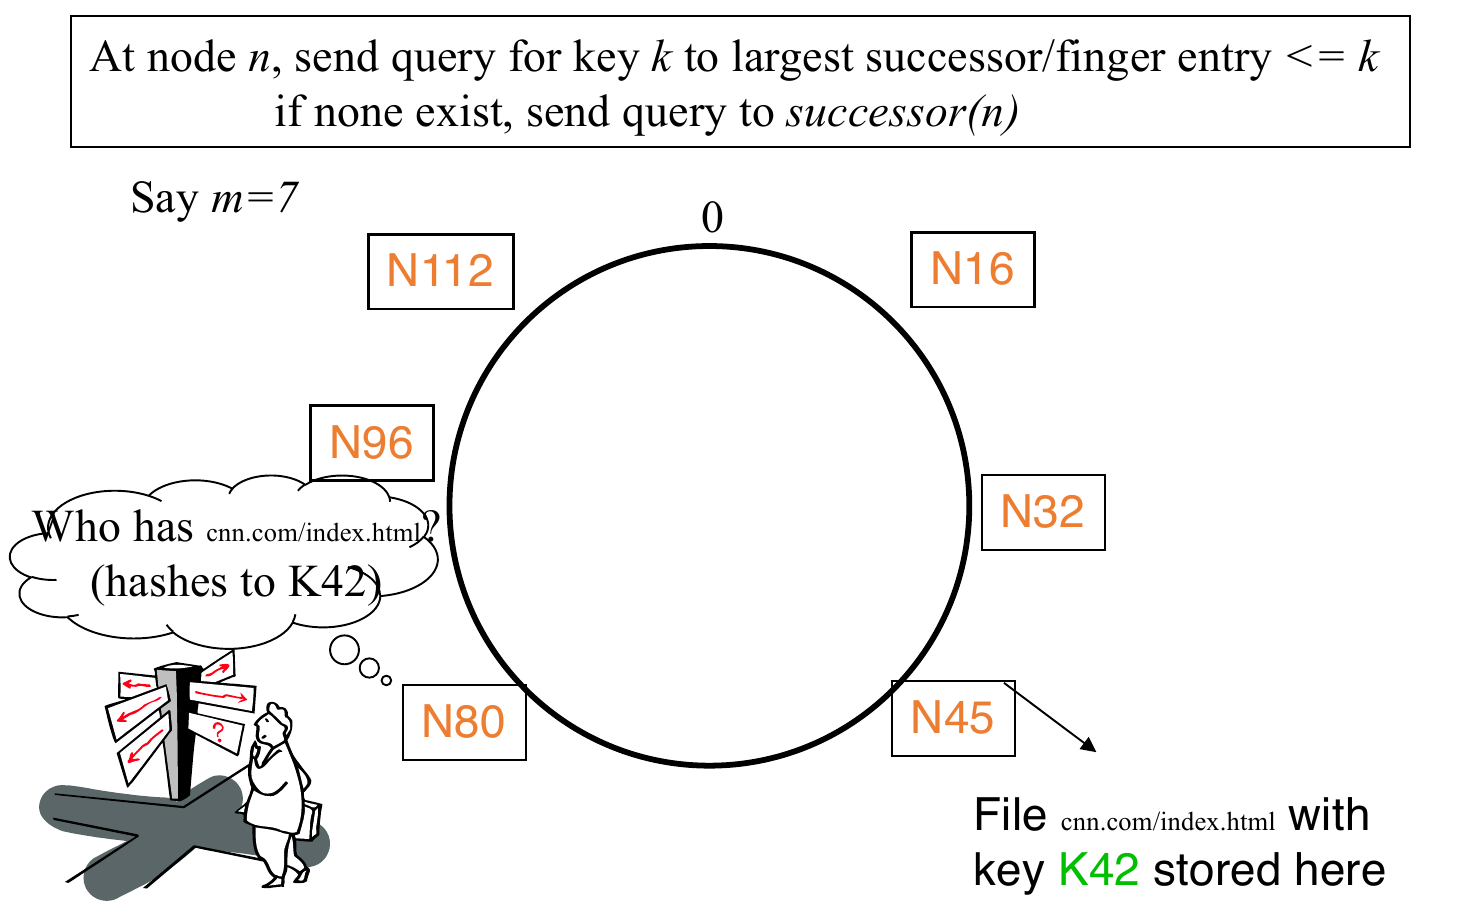 At node n, send query for key k to largest successor/finger entry <= k
if none exist, send query to successor(n)
Say m=7
0
N112
N16
N96
N32
Who has cnn.com/index.html?
(hashes to K42)
?
N80
N45
File cnn.com/index.html with
key K42 stored here